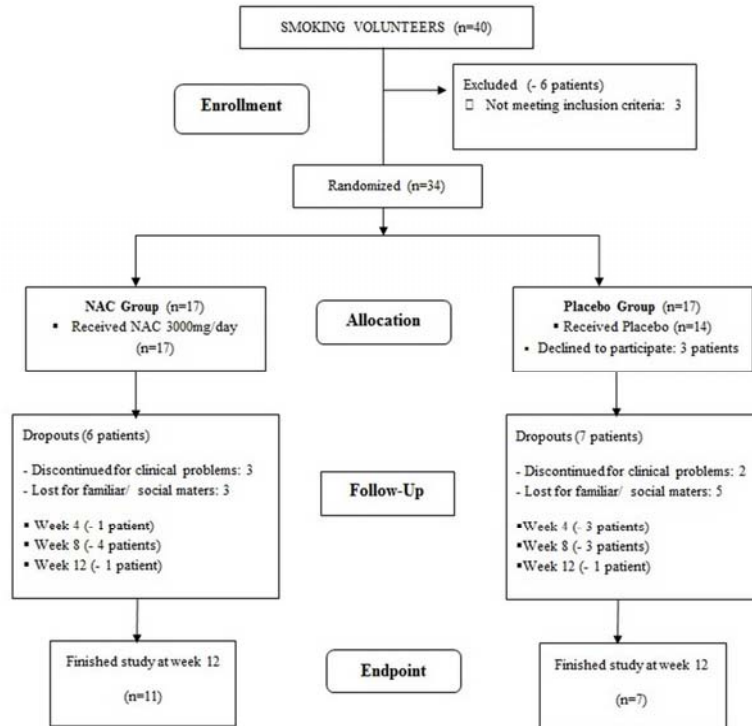 SMOKING VOLUNTEERS (n=40)
Excluded (- 6 patients)
☐ Not meeting inclusion criteria: 3
Enrollment
Randomized (n=34)
NAC Group (n=17)
▪ Received NAC 3000mg/day
(n=17)
Allocation
Placebo Group (n=17)
▪ Received Placebo (n=14)
▪ Declined to participate: 3 patients
Dropouts (6 patients)
- Discontinued for clinical problems: 3
- Lost for familiar/ social maters: 3
▪ Week 4 (- 1 patient)
▪ Week 8 (- 4 patients)
▪ Week 12 (- 1 patient)
Follow-Up
Dropouts (7 patients)
- Discontinued for clinical problems: 2
- Lost for familiar/ social maters: 5
▪Week 4 (- 3 patients)
▪Week 8 (- 3 patients)
▪Week 12 (- 1 patient)
Finished study at week 12
(n=11)
Endpoint
Finished study at week 12
(n=7)